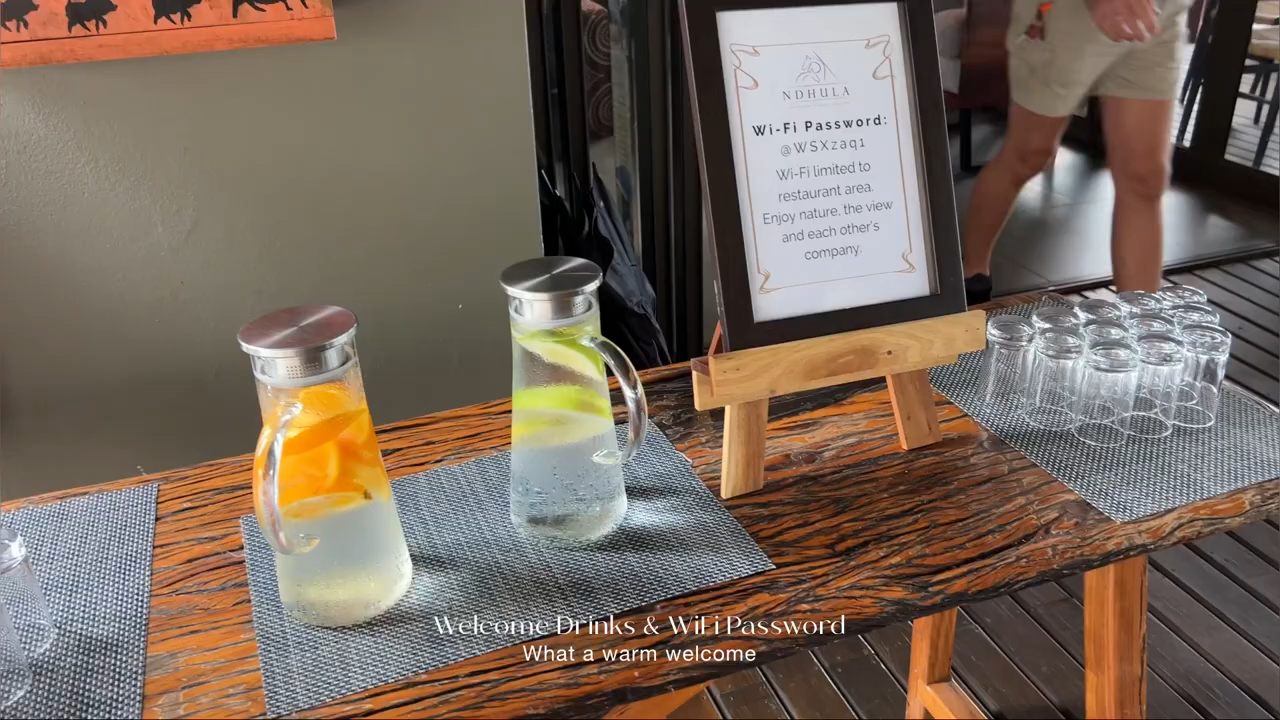 NDHULA
Wi-Fi Password:
@WSXzaq1
Wi-Fi limited to
restaurant area.
Enjoy nature, the view
and each other's
company.
Welcome Drinks & WiFi Password
What a warm welcome